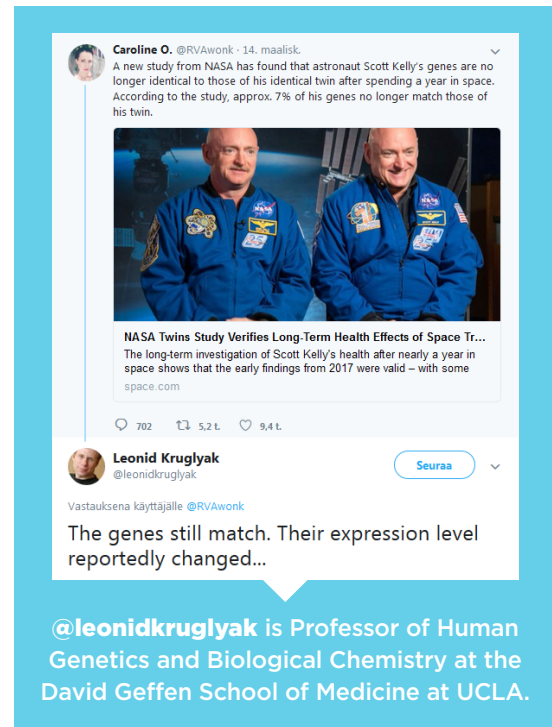 Caroline O. @RVAwonk · 14. maalisk.
A new study from NASA has found that astronaut Scott Kelly's genes are no
longer identical to those of his identical twin after spending a year in space.
According to the study, approx. 7% of his genes no longer match those of
his twin.
NASA Twins Study Verifies Long-Term Health Effects of Space Tr...
The long-term investigation of Scott Kelly's health after nearly a year in
space shows that the early findings from 2017 were valid – with some
space.com
702 5,2 t. 9,4 t.
Leonid Kruglyak
@leonidkruglyak
Seuraa
Vastauksena käyttäjälle @RVAwonk
The genes still match. Their expression level
reportedly changed...
@leonidkruglyak is Professor of Human
Genetics and Biological Chemistry at the
David Geffen School of Medicine at UCLA.